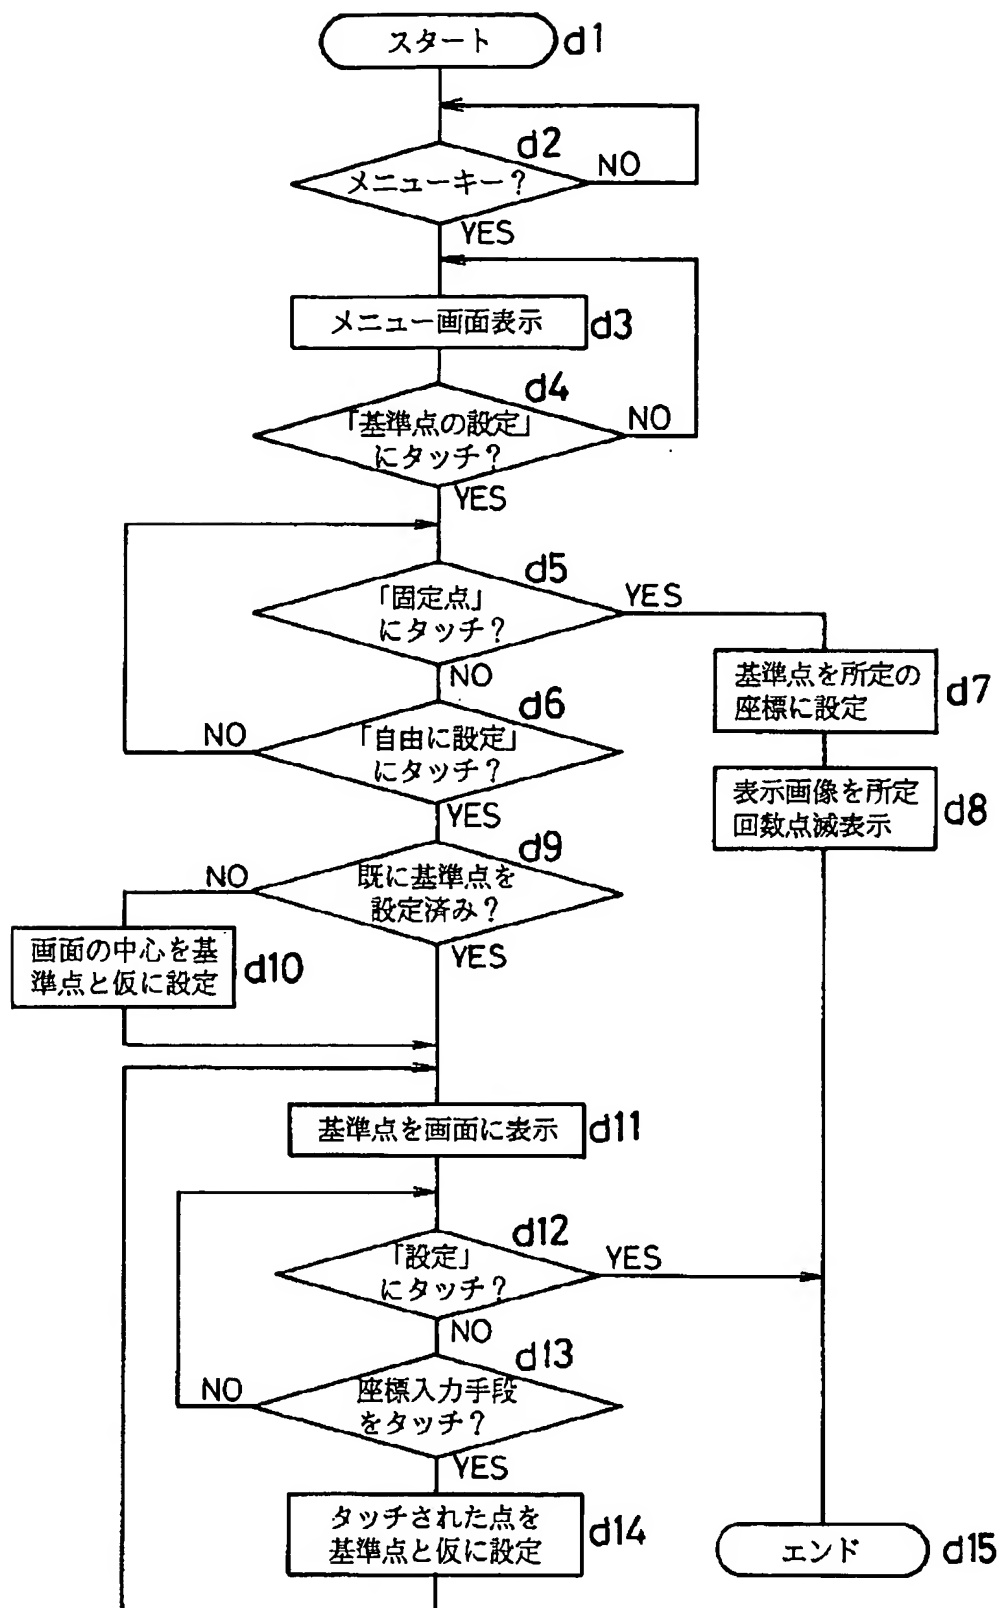 スタート
d1
d2
メニューキー?
NO
YES
メニュー画面表示
d3
d4
「基準点の設定」
にタッチ?
NO
YES
d5
「固定点」
にタッチ?
YES
NO
基準点を所定の
座標に設定
d7
d6
「自由に設定」
にタッチ?
NO
YES
表示画像を所定
回数点滅表示
d8
d9
既に基準点を
設定済み?
NO
YES
画面の中心を基
準点と仮に設定
d10
基準点を画面に表示
d11
d12
「設定」
にタッチ?
YES
NO
d13
座標入力手段
をタッチ?
NO
YES
タッチされた点を
基準点と仮に設定
d14
エンド
d15